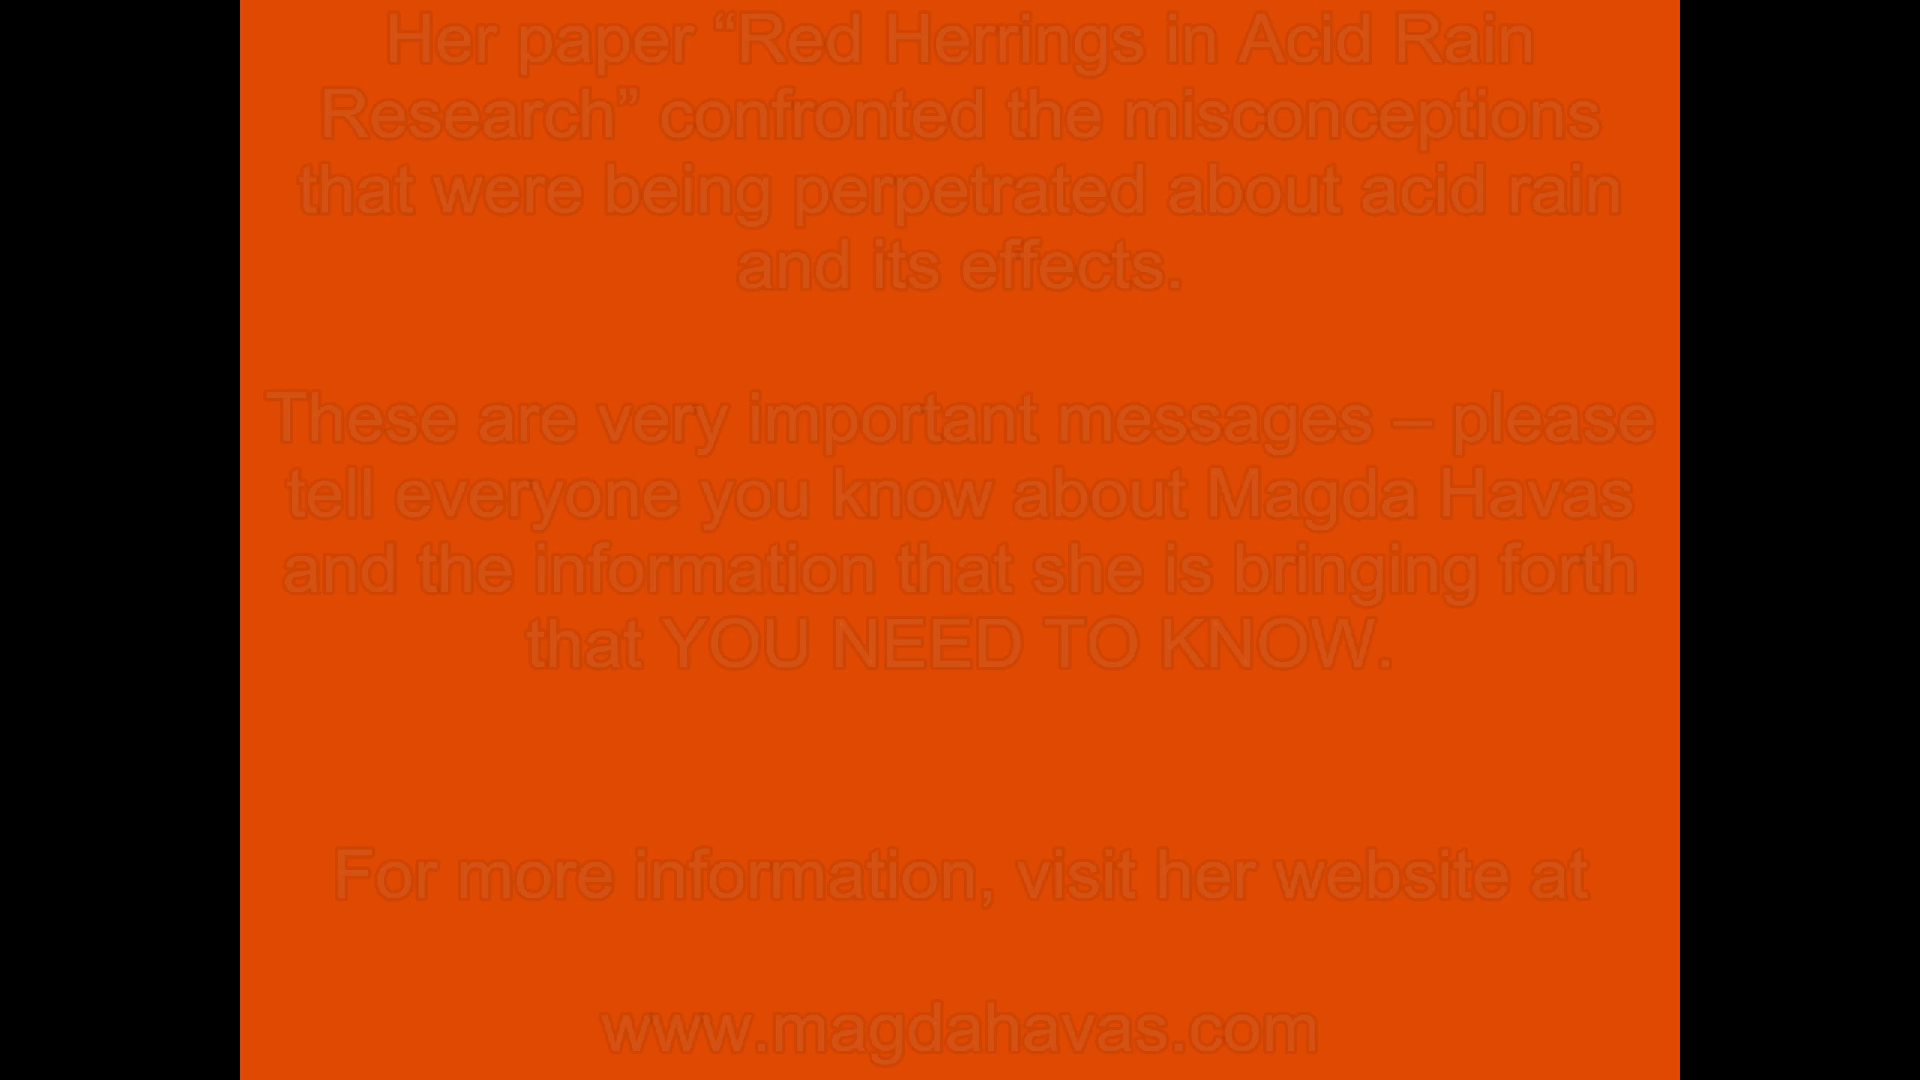 Her paper “Red Herrings in Acid Rain
Research” confronted the misconceptions
that were being perpetrated about acid rain
and its effects.
These are very important messages – please
tell everyone you know about Magda Havas
and the information that she is bringing forth
that YOU NEED TO KNOW.
For more information, visit her website at
www.magdahavas.com